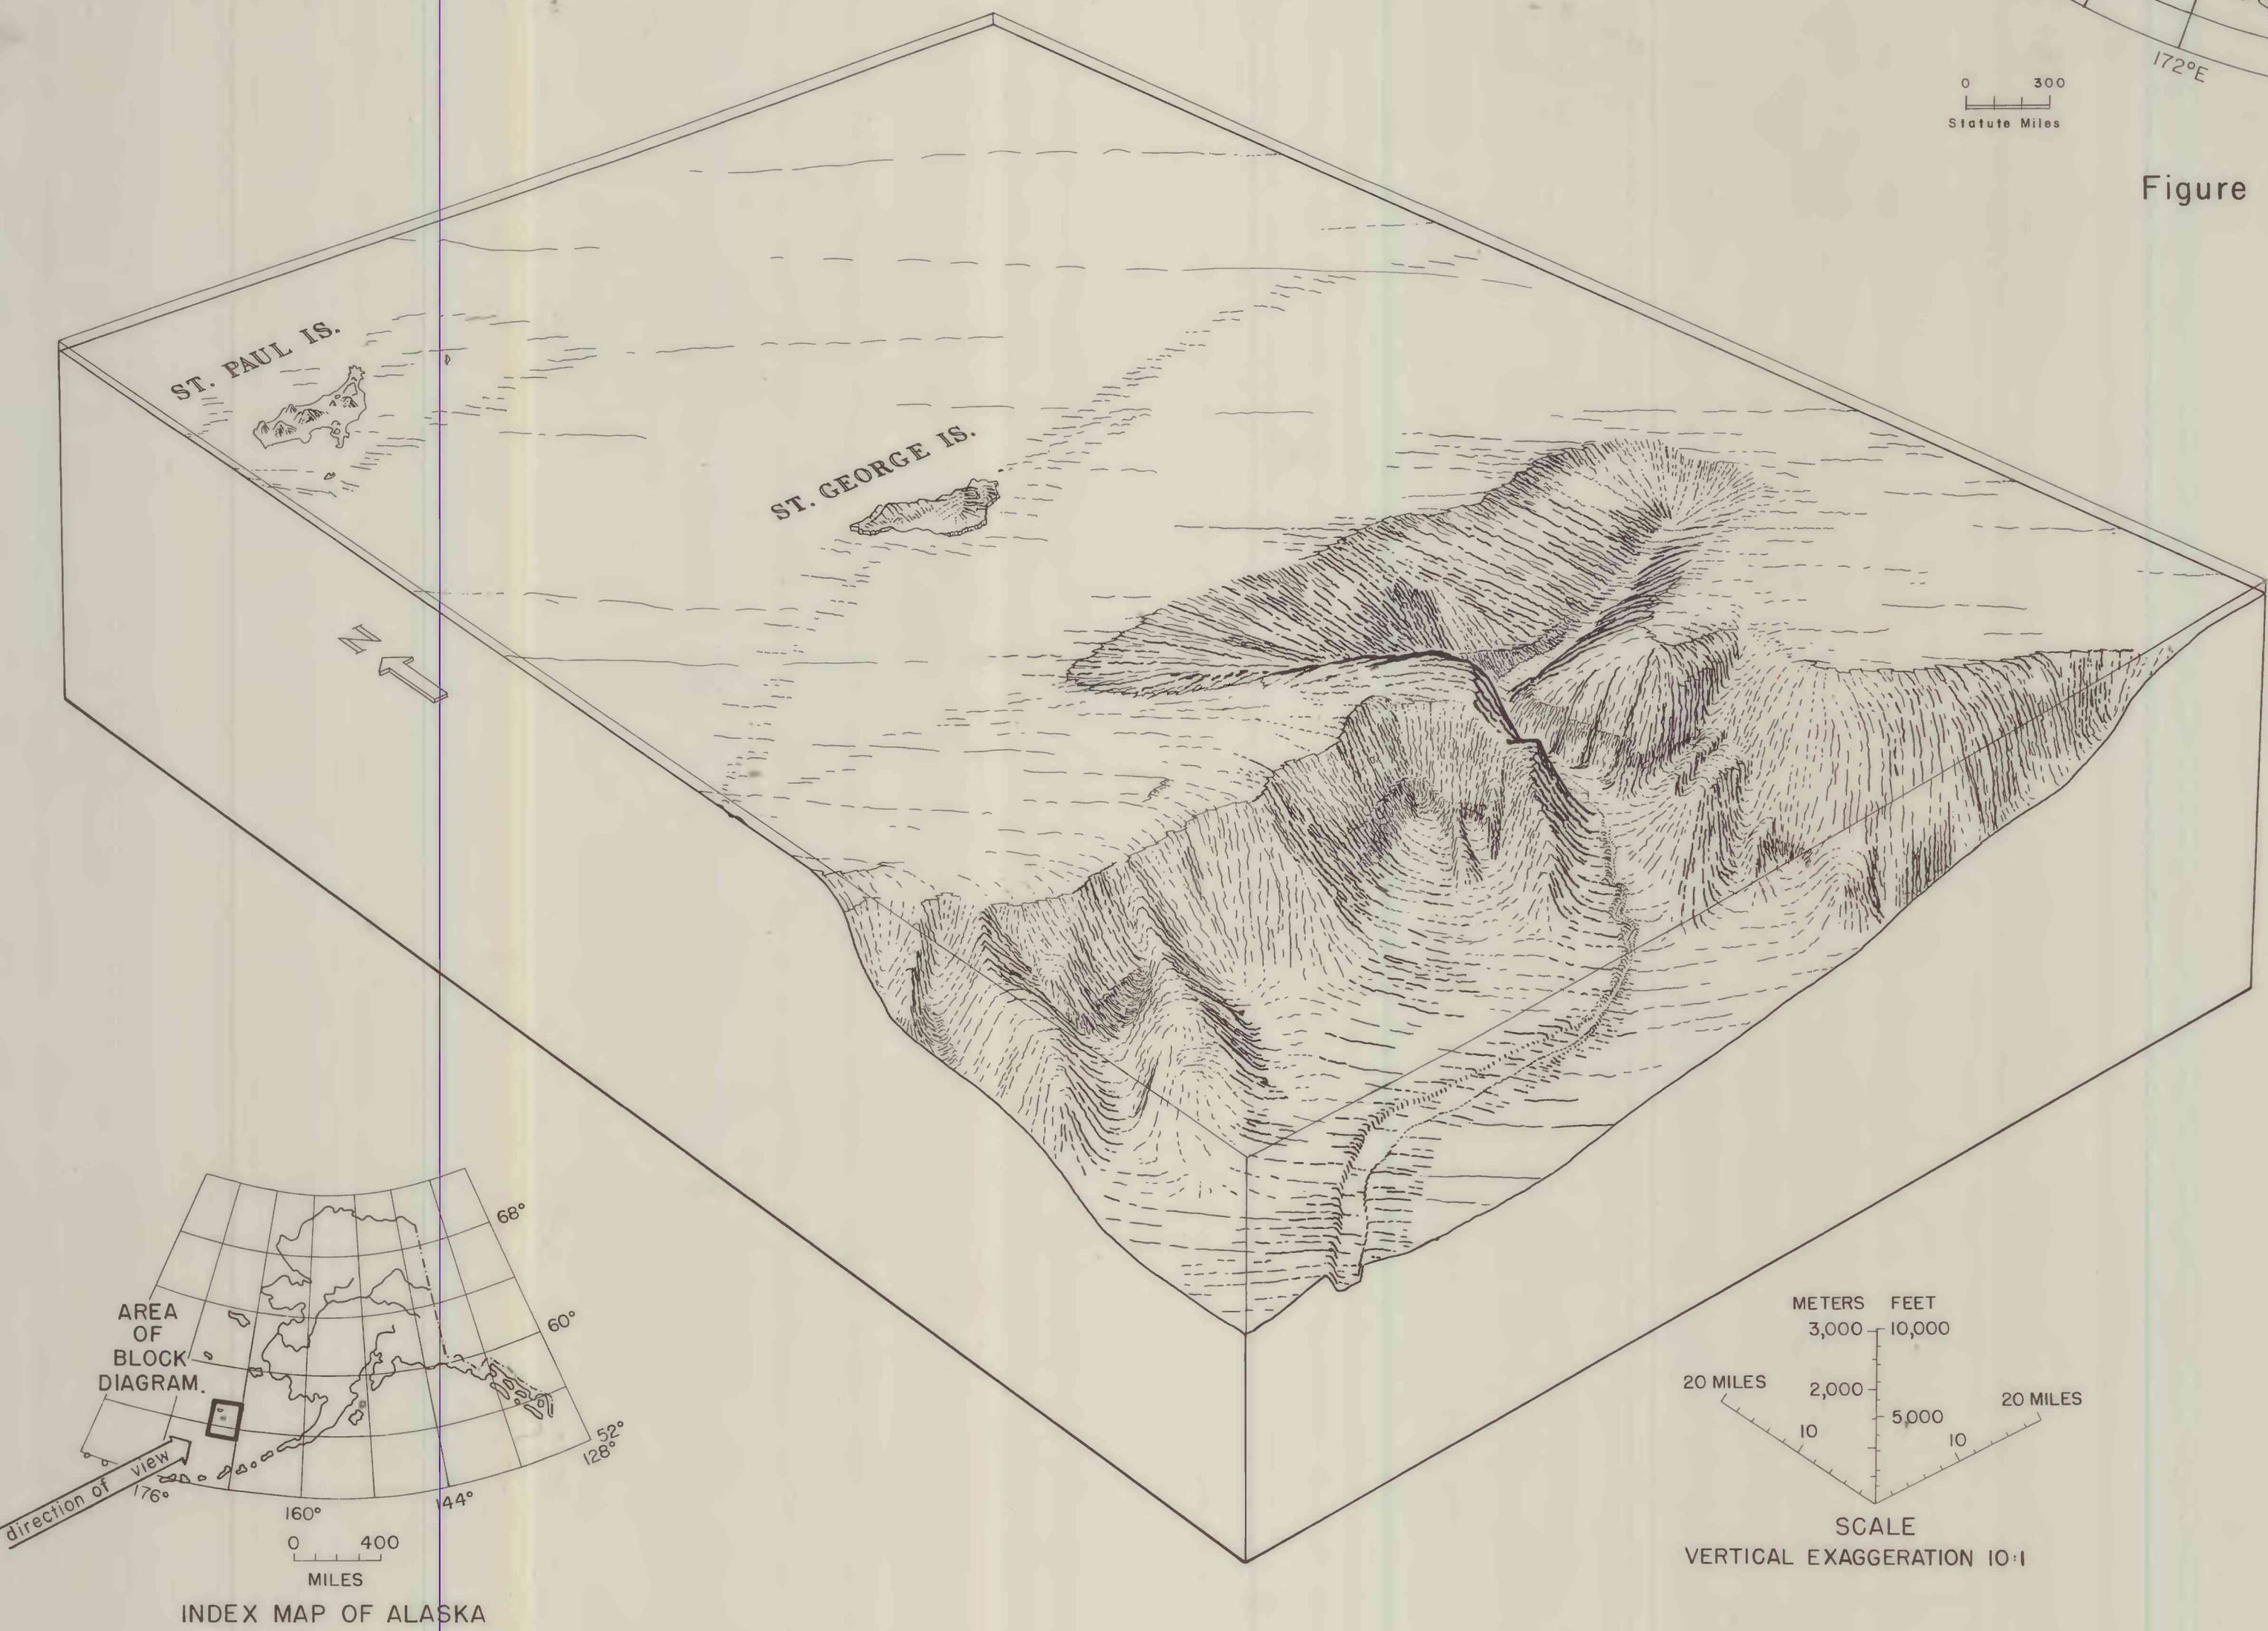 172°E
0 300
Statute Miles
Figure
ST. PAUL IS.
ST. GEORGE IS.
N
68°
60°
52°
128°
144°
160°
176°
AREA
OF
BLOCK
DIAGRAM.
direction of view
0 400
MILES
INDEX MAP OF ALASKA
METERS FEET
3,000 10,000
2,000
5,000
20 MILES
10
20 MILES
10
SCALE
VERTICAL EXAGGERATION 10:1